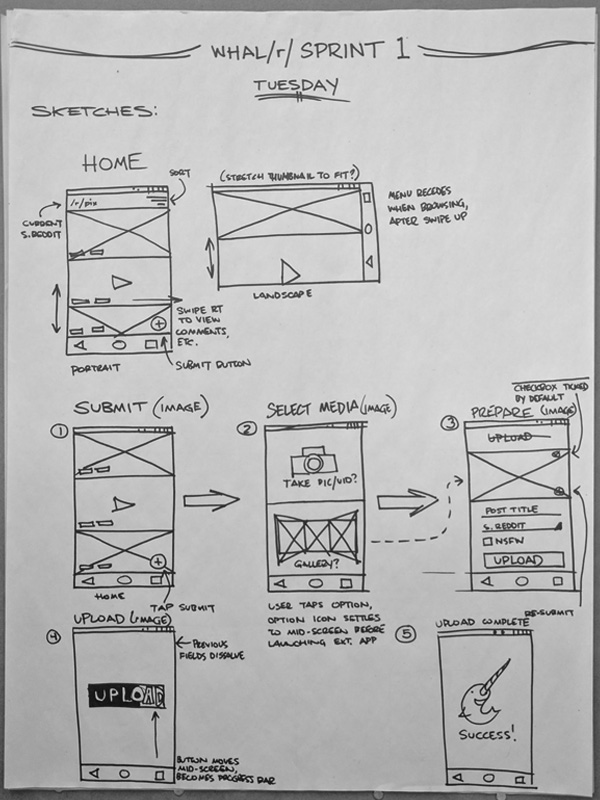 WHAL/r/ SPRINT 1
TUESDAY
SKETCHES:
HOME
SORT
CURRENT
S.REDDIT
/r/pix
SWIPE RT
TO VIEW
COMMENTS,
ETC.
SUBMIT BUTTON
PORTRAIT
(STRETCH THUMBNAIL TO FIT?)
LANDSCAPE
MENU RECEDES
WHEN BROWSING,
AFTER SWIPE UP
SUBMIT (IMAGE)
1
HOME
TAP SUBMIT
SELECT MEDIA (IMAGE)
2
TAKE PIC/VID?
GALLERY?
USER TAPS OPTION,
OPTION ICON SETTLES
TO MID-SCREEN BEFORE
LAUNCHING EXT. APP
CHECKBOX TICKED
BY DEFAULT
PREPARE (IMAGE)
3
UPLOAD
POST TITLE
S. REDDIT
NSFW
UPLOAD
RE-SUBMIT
UPLOAD (IMAGE)
4
PREVIOUS
FIELDS DISSOLVE
UPLOAD
BUTTON MOVES
MID-SCREEN,
BECOMES PROGRESS BAR
UPLOAD COMPLETE
5
SUCCESS!